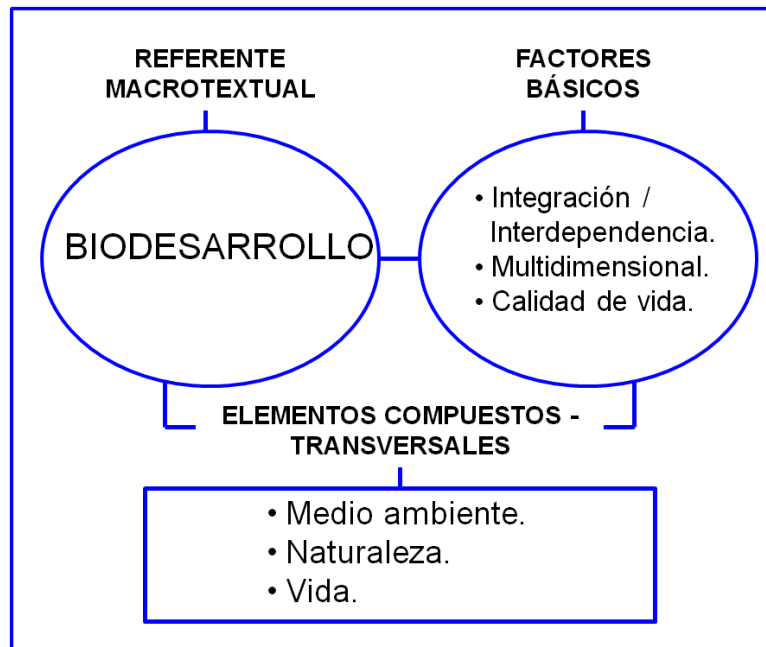 REFERENTE
MACROTEXTUAL
BIODESARROLLO
FACTORES
BÁSICOS
• Integración /
Interdependencia.
• Multidimensional.
• Calidad de vida.
ELEMENTOS COMPUESTOS -
TRANSVERSALES
• Medio ambiente.
• Naturaleza.
• Vida.